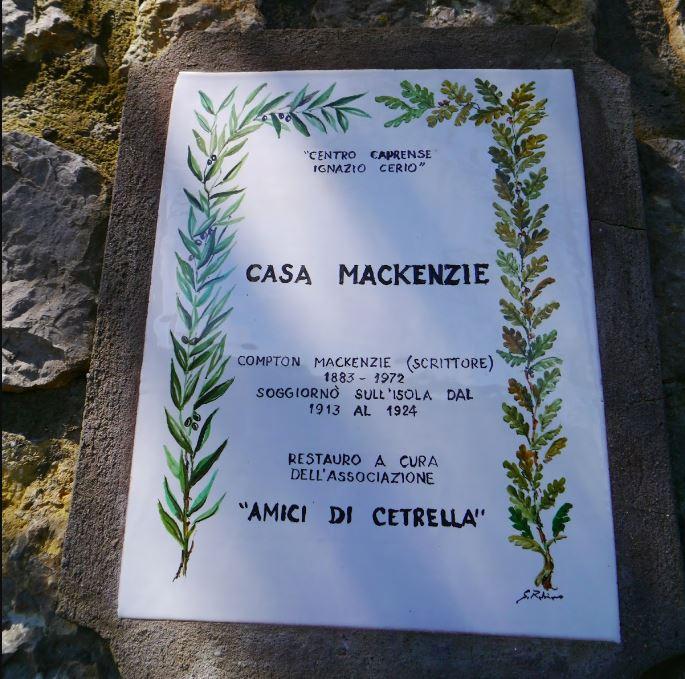 "CENTRO CAPRENSE
IGNAZIO CERIO"
CASA MACKENZIE
COMPTON MACKENZIE (SCRITTORE)
1883 - 1972
SOGGIORNÒ SULL'ISOLA DAL
1913 AL 1924
RESTAURO A CURA
DELL'ASSOCIAZIONE
"AMICI DI CETRELLA"